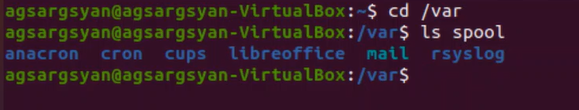 agsargsyan@agsargsyan-VirtualBox:~$ cd /var
agsargsyan@agsargsyan-VirtualBox:/var$ ls spool
anacron cron cups libreoffice mail rsyslog
agsargsyan@agsargsyan-VirtualBox:/var$